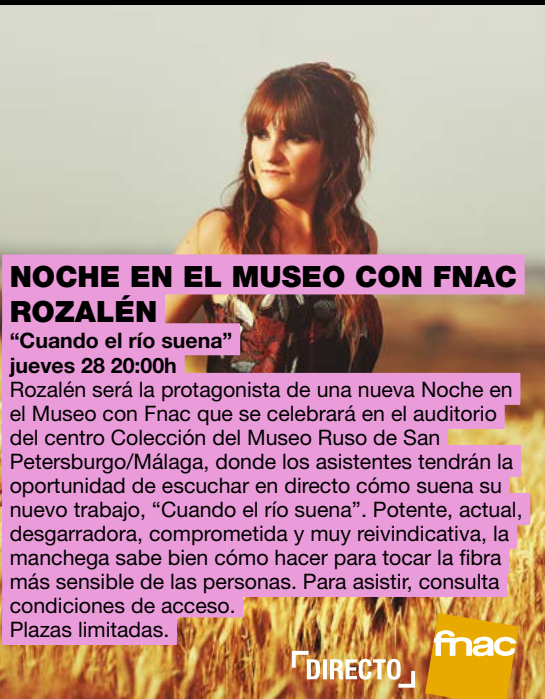 NOCHE EN EL MUSEO CON FNAC
ROZALÉN
“Cuando el río suena”
jueves 28 20:00h
Rozalén será la protagonista de una nueva Noche en
el Museo con Fnac que se celebrará en el auditorio
del centro Colección del Museo Ruso de San
Petersburgo/Málaga, donde los asistentes tendrán la
oportunidad de escuchar en directo cómo suena su
nuevo trabajo, “Cuando el río suena”. Potente, actual,
desgarradora, comprometida y muy reivindicativa, la
manchega sabe bien cómo hacer para tocar la fibra
más sensible de las personas. Para asistir, consulta
condiciones de acceso.
Plazas limitadas.
DIRECTO
fnac